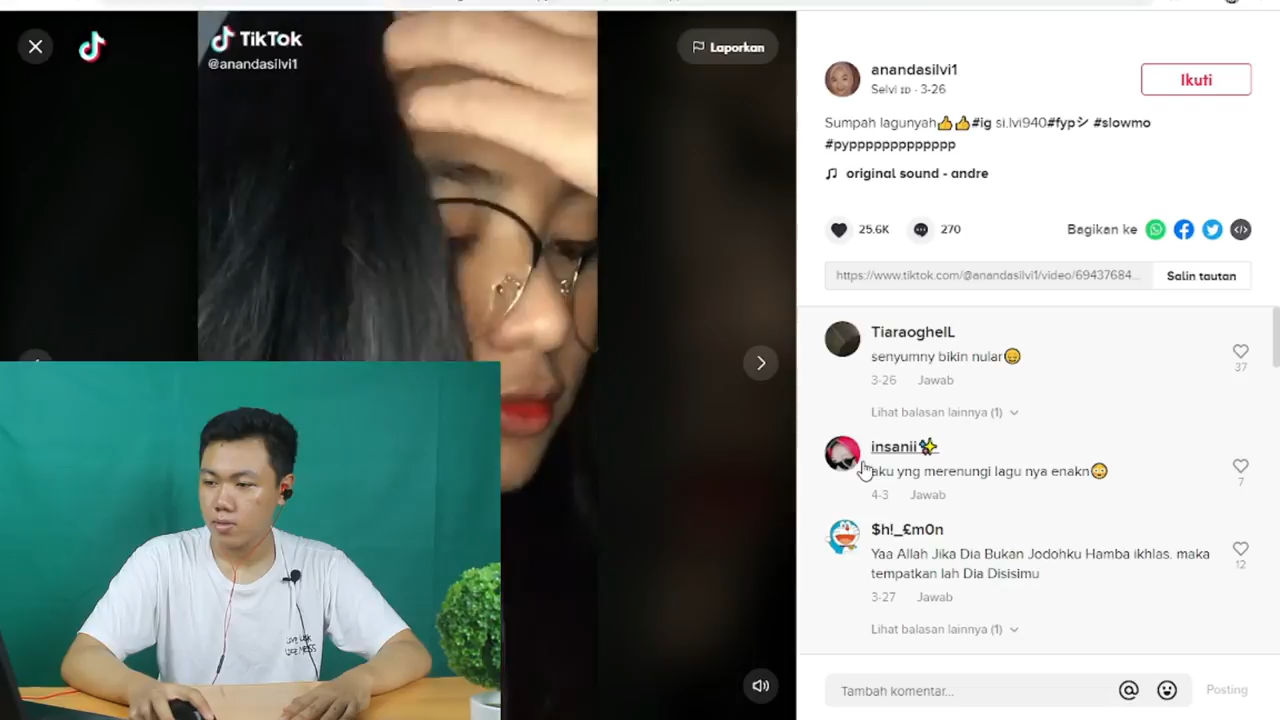 TikTok
@anandasilvi1
Laporkan
anandasilvi1
Selvi ɪᴅ · 3-26
Ikuti
Sumpah lagunyah👍👍#ig si.lvi940#fypシ #slowmo
#pyppppppppppppp
original sound - andre
25.6K
270
Bagikan ke
https://www.tiktok.com/@anandasilvi1/video/69437684...
Salin tautan
TiaraoghelL
senyumny bikin nular😊
37
3-26 Jawab
Lihat balasan lainnya (1)
insanii✨
aku yng merenungi lagu nya enakn😳
7
4-3 Jawab
$h!_£m0n
Yaa Allah Jika Dia Bukan Jodohku Hamba ikhlas. maka
tempatkan lah Dia Disisimu
12
3-27 Jawab
Lihat balasan lainnya (1)
Tambah komentar...
Posting